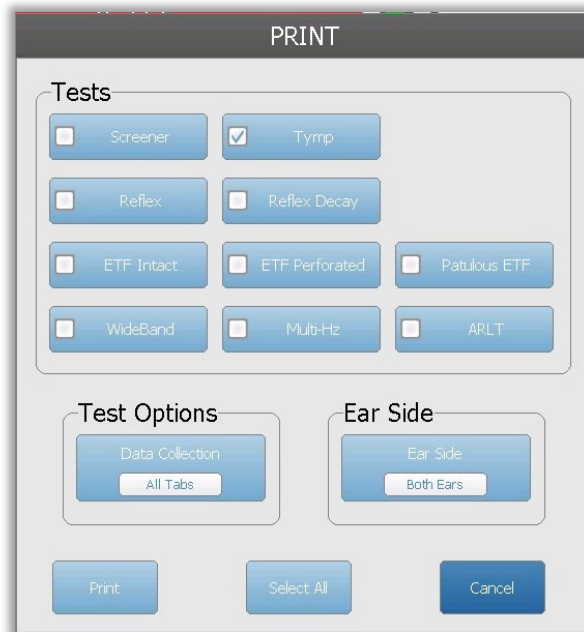 PRINT
Tests
Screener Tymp
Reflex Reflex Decay
ETF Intact ETF Perforated Patulous ETF
WideBand Multi-Hz ARLT
Test Options
Data Collection
All Tabs
Ear Side
Ear Side
Both Ears
Print Select All Cancel